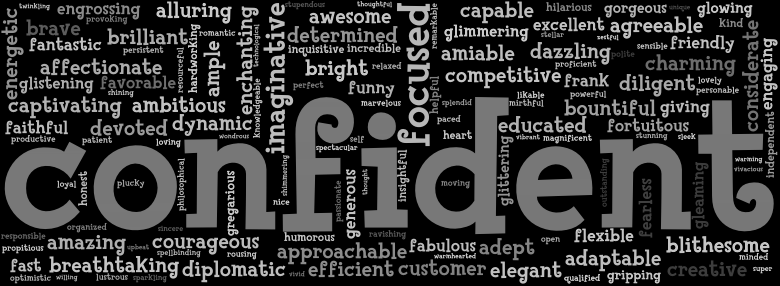 twinkling
engrossing
alluring
stupendous
thoughtful
remarkable
capable
hilarious
gorgeous
unique
glowing
provoking
energetic
brave
brilliant
romantic
awesome
focused
glimmering
excellent
agreeable
kind
considerate
fantastic
persistent
resourceful
hardworking
ample
enchanting
technological
imaginative
determined
inquisitive
incredible
stellar
zestful
amiable
dazzling
polite
sensible
friendly
engaging
affectionate
bright
relaxed
proficient
charming
glistening
favorable
shining
perfect
funny
helpful
competitive
frank
powerful
diligent
lovely
personable
captivating
ambitious
knowledgeable
marvelous
splendid
likable
mirthful
bountiful
giving
faithful
devoted
dynamic
paced
educated
fortuitous
independent
productive
patient
loving
wondrous
self
spectacular
heart
vibrant
magnificent
stunning
sleek
confident
loyal
honest
plucky
philosophical
gregarious
shimmering
nice
passionate
generous
thought
insightful
moving
glittering
outstanding
fearless
gleaming
warming
vivacious
responsible
organized
sincere
humorous
ravishing
open
flexible
propitious
amazing
upbeat
courageous
spellbinding
rousing
approachable
fabulous
warmhearted
adept
adaptable
blithesome
minded
fast
breathtaking
diplomatic
vivid
efficient
customer
elegant
qualified
gripping
creative
super
optimistic
willing
lustrous
sparkling